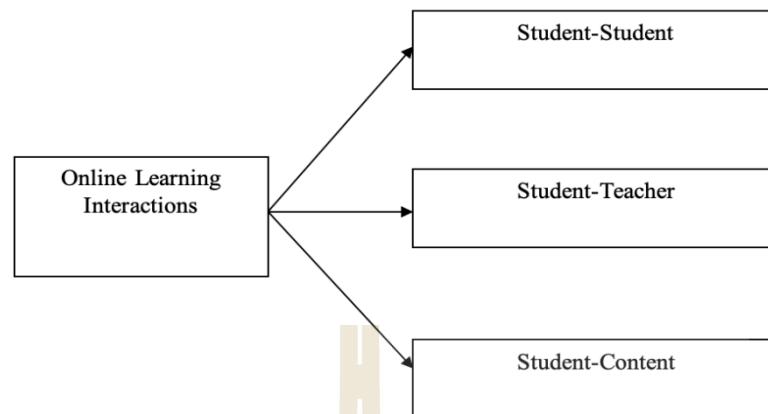 Student-Student
Online Learning
Interactions
Student-Teacher
Student-Content